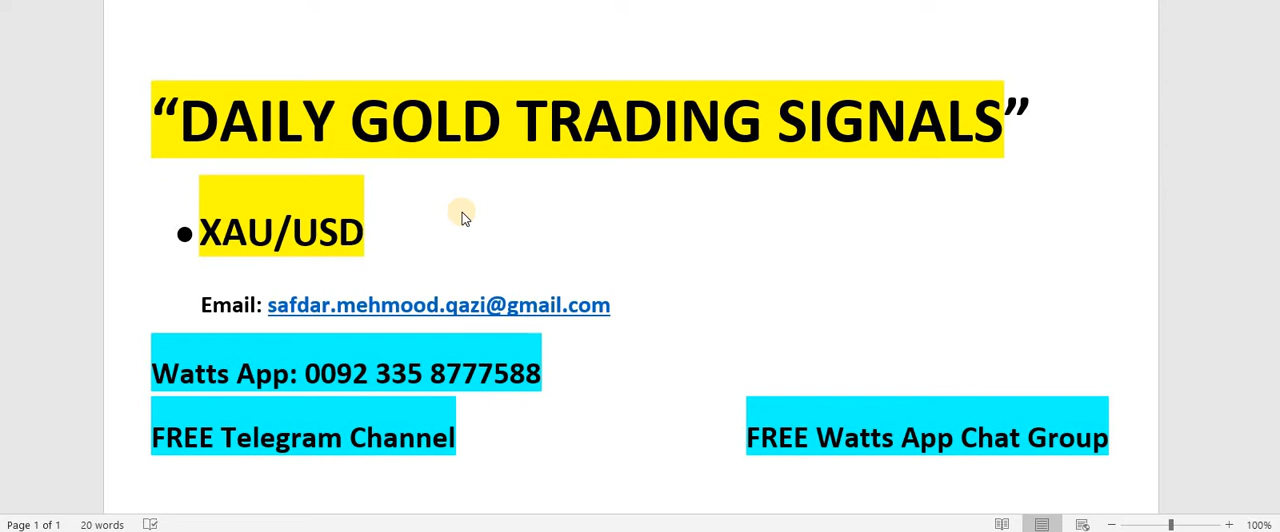 “DAILY GOLD TRADING SIGNALS”
• XAU/USD
Email: safdar.mehmood.qazi@gmail.com
Watts App: 0092 335 8777588
FREE Telegram Channel FREE Watts App Chat Group
Page 1 of 1 20 words 100%